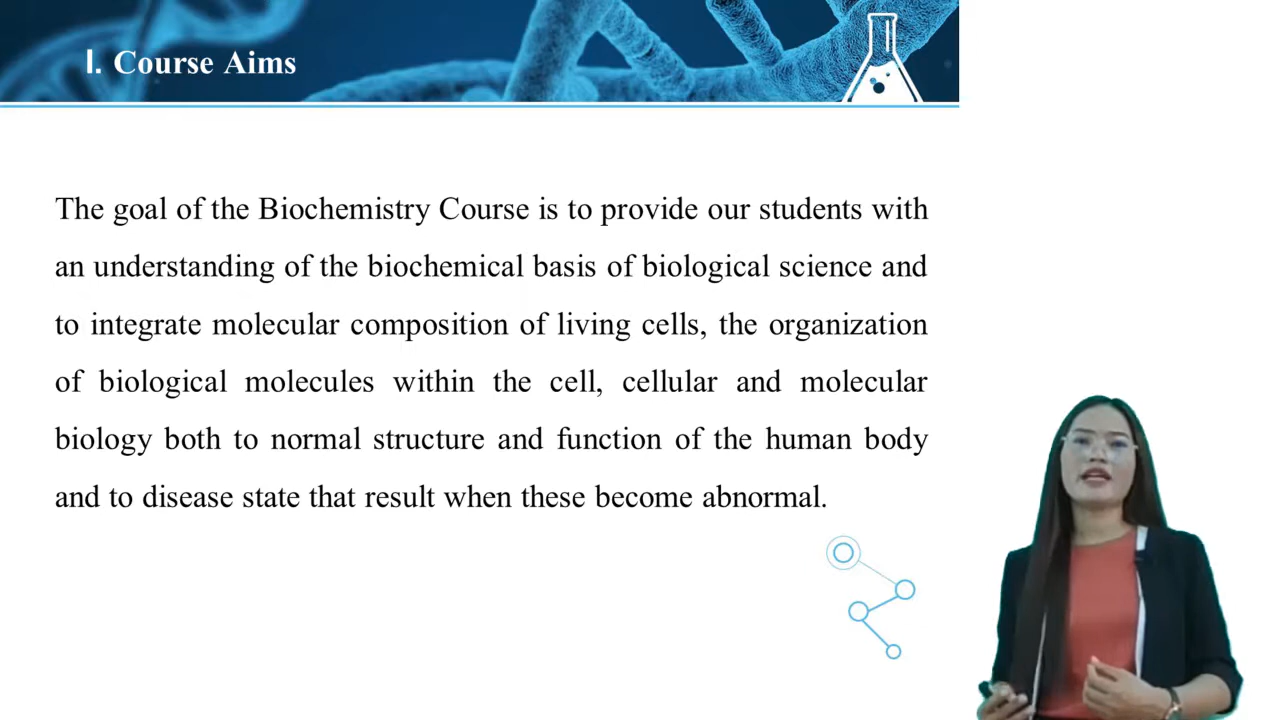 I. Course Aims
The goal of the Biochemistry Course is to provide our students with
an understanding of the biochemical basis of biological science and
to integrate molecular composition of living cells, the organization
of biological molecules within the cell, cellular and molecular
biology both to normal structure and function of the human body
and to disease state that result when these become abnormal.